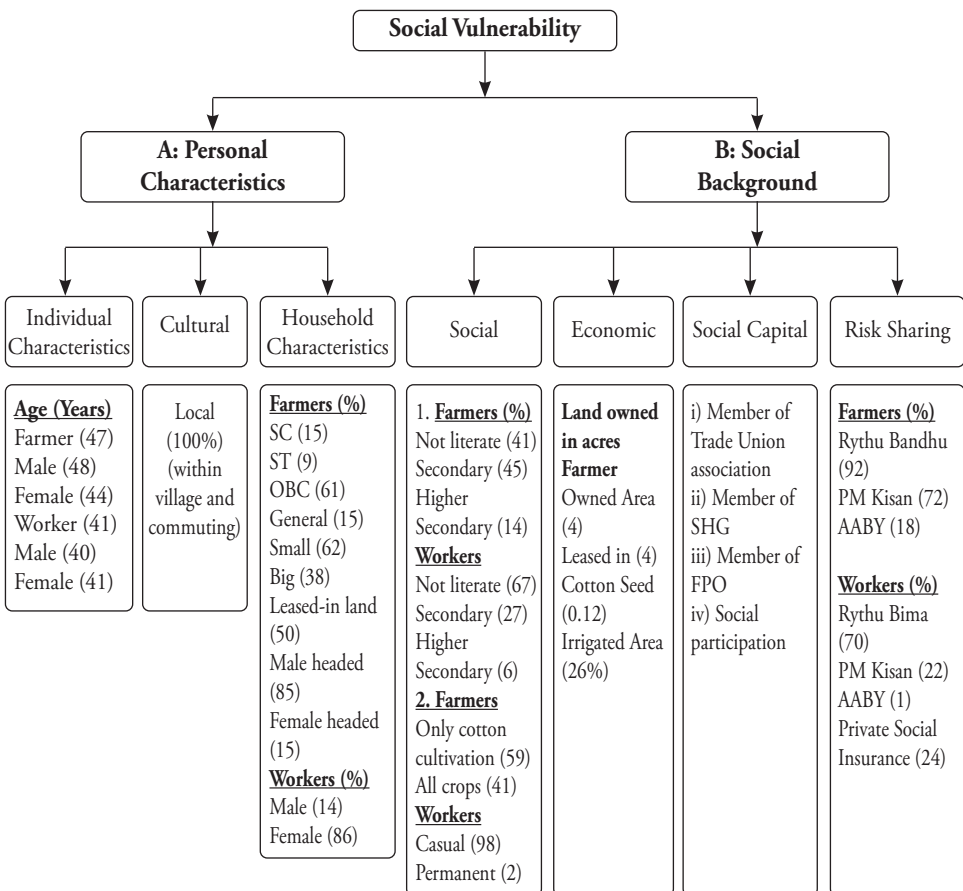 Social Vulnerability
A: Personal
Characteristics
B: Social
Background
Individual
Characteristics
Cultural
Household
Characteristics
Social
Economic
Social Capital
Risk Sharing
Age (Years)
Farmer (47)
Male (48)
Female (44)
Worker (41)
Male (40)
Female (41)
Local
(100%)
(within
village and
commuting)
Farmers (%)
SC (15)
ST (9)
OBC (61)
General (15)
Small (62)
Big (38)
Leased-in land
(50)
Male headed
(85)
Female headed
(15)
Workers (%)
Male (14)
Female (86)
1. Farmers (%)
Not literate (41)
Secondary (45)
Higher
Secondary (14)
Workers
Not literate (67)
Secondary (27)
Higher
Secondary (6)
2. Farmers
Only cotton
cultivation (59)
All crops (41)
Workers
Casual (98)
Permanent (2)
Land owned
in acres
Farmer
Owned Area
(4)
Leased in (4)
Cotton Seed
(0.12)
Irrigated Area
(26%)
i) Member of
Trade Union
association
ii) Member of
SHG
iii) Member of
FPO
iv) Social
participation
Farmers (%)
Rythu Bandhu
(92)
PM Kisan (72)
AABY (18)
Workers (%)
Rythu Bima
(70)
PM Kisan (22)
AABY (1)
Private Social
Insurance (24)